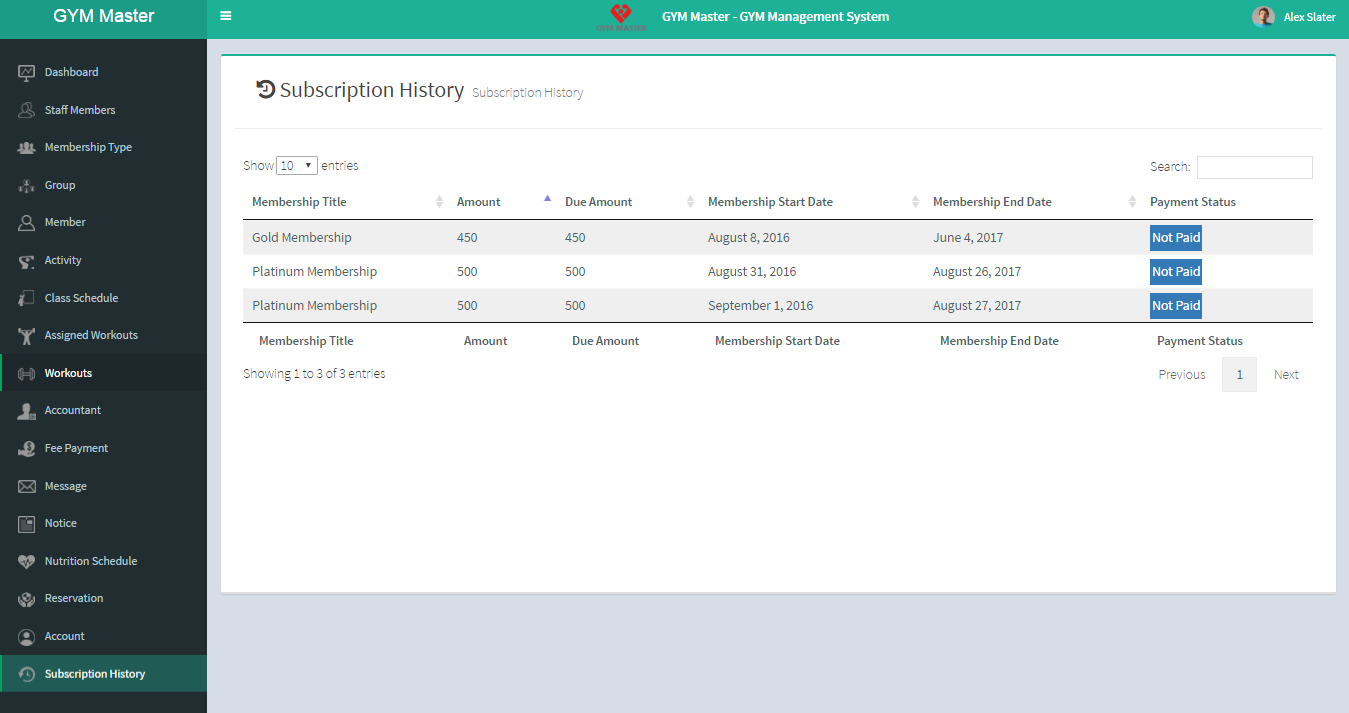 GYM Master
GYM MASTER
GYM Master - GYM Management System
Alex Slater
Dashboard
Staff Members
Membership Type
Group
Member
Activity
Class Schedule
Assigned Workouts
Workouts
Accountant
Fee Payment
Message
Notice
Nutrition Schedule
Reservation
Account
Subscription History
Subscription History Subscription History
Show 10 entries
Search:
Membership Title Amount Due Amount Membership Start Date Membership End Date Payment Status
Gold Membership 450 450 August 8, 2016 June 4, 2017 Not Paid
Platinum Membership 500 500 August 31, 2016 August 26, 2017 Not Paid
Platinum Membership 500 500 September 1, 2016 August 27, 2017 Not Paid
Membership Title Amount Due Amount Membership Start Date Membership End Date Payment Status
Showing 1 to 3 of 3 entries
Previous 1 Next